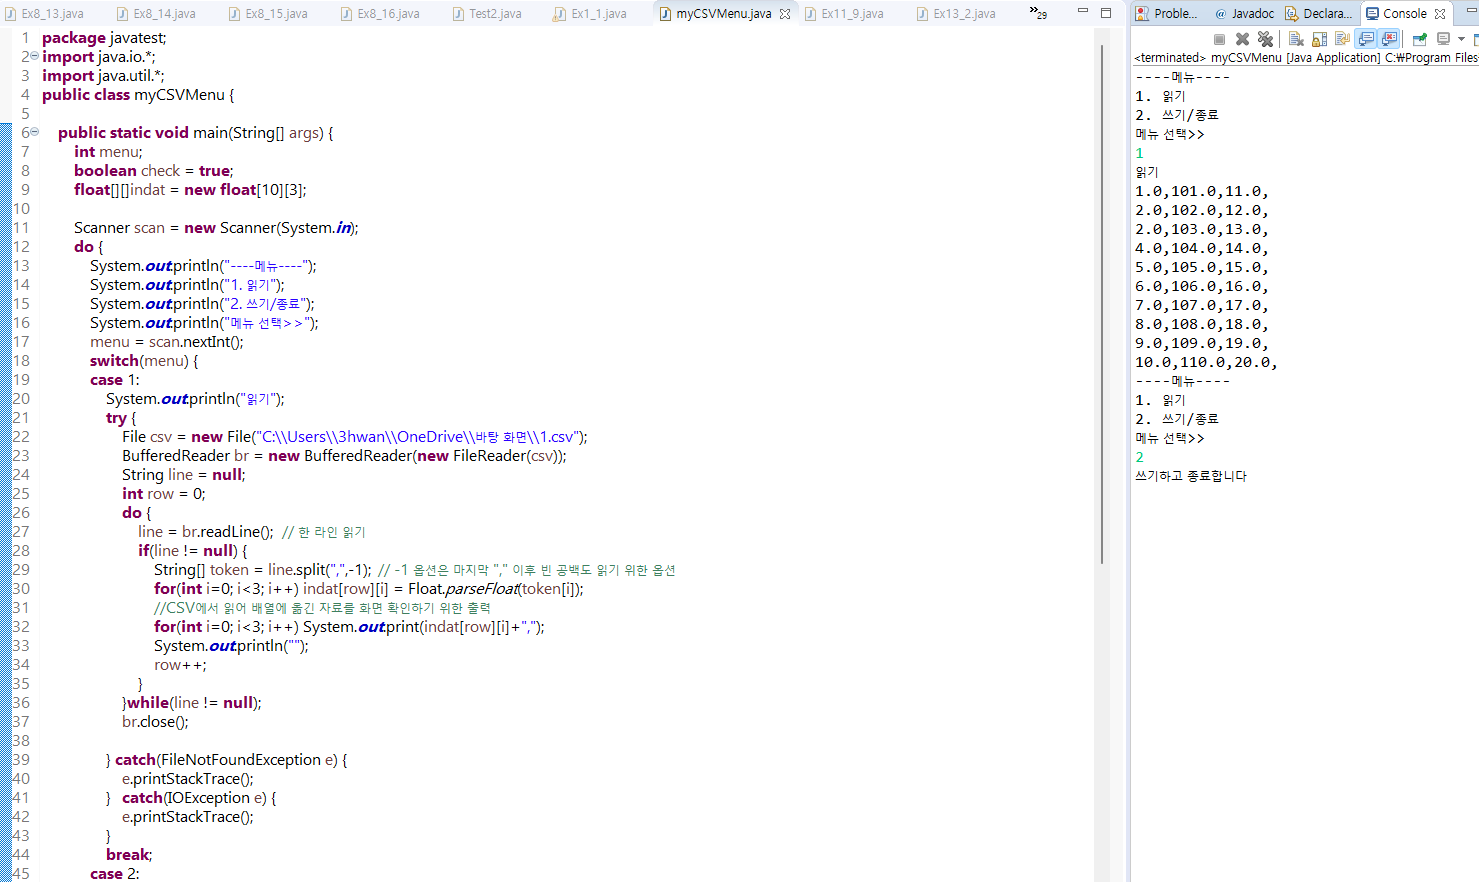 Ex8_13.java Ex8_14.java Ex8_15.java Ex8_16.java Test2.java Ex1_1.java myCSVMenu.java Ex11_9.java Ex13_2.java »29
1 package javatest;
2 import java.io.*;
3 import java.util.*;
4 public class myCSVMenu {
5
6 public static void main(String[] args) {
7 int menu;
8 boolean check = true;
9 float[][]indat = new float[10][3];
10
11 Scanner scan = new Scanner(System.in);
12 do {
13 System.out.println("----메뉴----");
14 System.out.println("1. 읽기");
15 System.out.println("2. 쓰기/종료");
16 System.out.println("메뉴 선택>>");
17 menu = scan.nextInt();
18 switch(menu) {
19 case 1:
20 System.out.println("읽기");
21 try {
22 File csv = new File("C:\\Users\\3hwan\\OneDrive\\바탕 화면\\1.csv");
23 BufferedReader br = new BufferedReader(new FileReader(csv));
24 String line = null;
25 int row = 0;
26 do {
27 line = br.readLine(); // 한 라인 읽기
28 if(line != null) {
29 String[] token = line.split(",",-1); // -1 옵션은 마지막 "," 이후 빈 공백도 읽기 위한 옵션
30 for(int i=0; i<3; i++) indat[row][i] = Float.parseFloat(token[i]);
31 //CSV에서 읽어 배열에 옮긴 자료를 화면 확인하기 위한 출력
32 for(int i=0; i<3; i++) System.out.print(indat[row][i]+",");
33 System.out.println("");
34 row++;
35 }
36 }while(line != null);
37 br.close();
38
39 } catch(FileNotFoundException e) {
40 e.printStackTrace();
41 } catch(IOException e) {
42 e.printStackTrace();
43 }
44 break;
45 case 2:
Proble... Javadoc Declara... Console
<terminated> myCSVMenu [Java Application] C:₩Program Files
----메뉴----
1. 읽기
2. 쓰기/종료
메뉴 선택>>
1
읽기
1.0,101.0,11.0,
2.0,102.0,12.0,
2.0,103.0,13.0,
4.0,104.0,14.0,
5.0,105.0,15.0,
6.0,106.0,16.0,
7.0,107.0,17.0,
8.0,108.0,18.0,
9.0,109.0,19.0,
10.0,110.0,20.0,
----메뉴----
1. 읽기
2. 쓰기/종료
메뉴 선택>>
2
쓰기하고 종료합니다